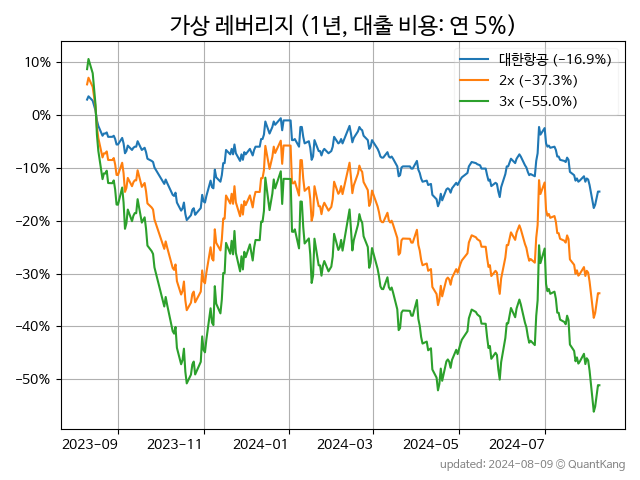 가상 레버리지 (1년, 대출 비용: 연 5%)
대한항공 (−16.9%)
2x (−37.3%)
3x (−55.0%)
10%
0%
−10%
−20%
−30%
−40%
−50%
2023-09 2023-11 2024-01 2024-03 2024-05 2024-07
updated: 2024-08-09 © QuantKang